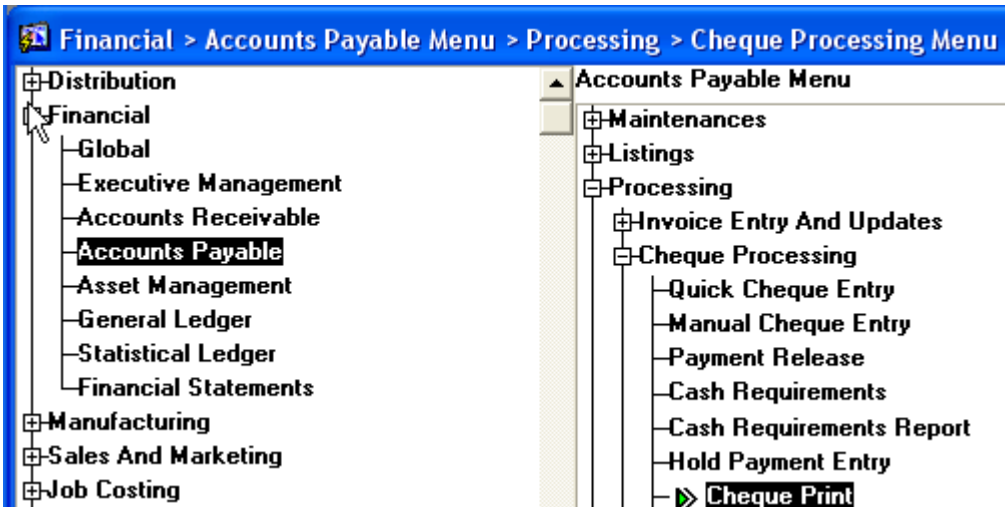 Financial > Accounts Payable Menu > Processing > Cheque Processing Menu
Distribution
Financial
Global
Executive Management
Accounts Receivable
Accounts Payable
Asset Management
General Ledger
Statistical Ledger
Financial Statements
Manufacturing
Sales And Marketing
Job Costing
Accounts Payable Menu
Maintenances
Listings
Processing
Invoice Entry And Updates
Cheque Processing
Quick Cheque Entry
Manual Cheque Entry
Payment Release
Cash Requirements
Cash Requirements Report
Hold Payment Entry
Cheque Print